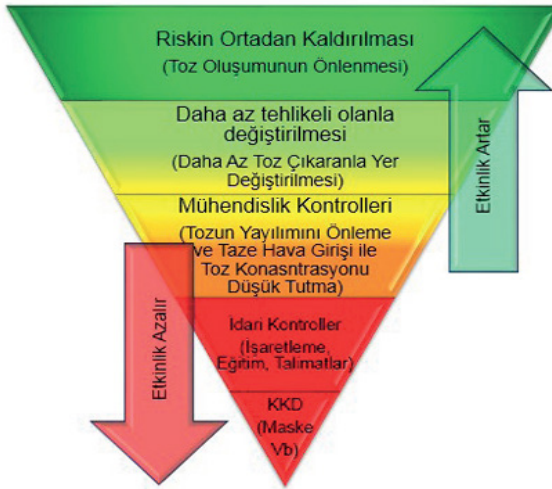 Riskin Ortadan Kaldırılması
(Toz Oluşumunun Önlenmesi)
Daha az tehlikeli olanla
değiştirilmesi
(Daha Az Toz Çıkaranla Yer
Değiştirilmesi)
Mühendislik Kontrolleri
(Tozun Yayılımını Önleme
ve Taze Hava Girişi ile
Toz Konasntrasyonu
Düşük Tutma)
İdari Kontroller
(İşaretleme,
Eğitim, Talimatlar)
KKD
(Maske
Vb)
Etkinlik Azalır
Etkinlik Artar